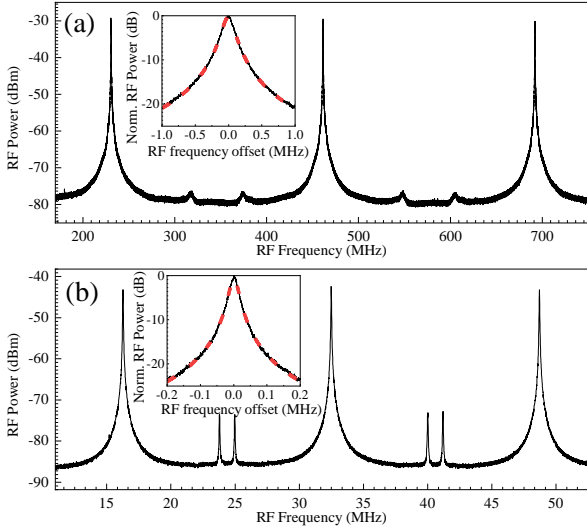 (a)
-30
-40
-50
-60
-70
-80
RF Power (dBm)
200 300 400 500 600 700
RF Frequency (MHz)
0
-10
-20
Norm. RF Power (dB)
-1.0 -0.5 0.0 0.5 1.0
RF frequency offset (MHz)
(b)
-40
-50
-60
-70
-80
-90
RF Power (dBm)
15 20 25 30 35 40 45 50
RF Frequency (MHz)
0
-10
-20
Norm. RF Power (dB)
-0.2 -0.1 0.0 0.1 0.2
RF frequency offset (MHz)